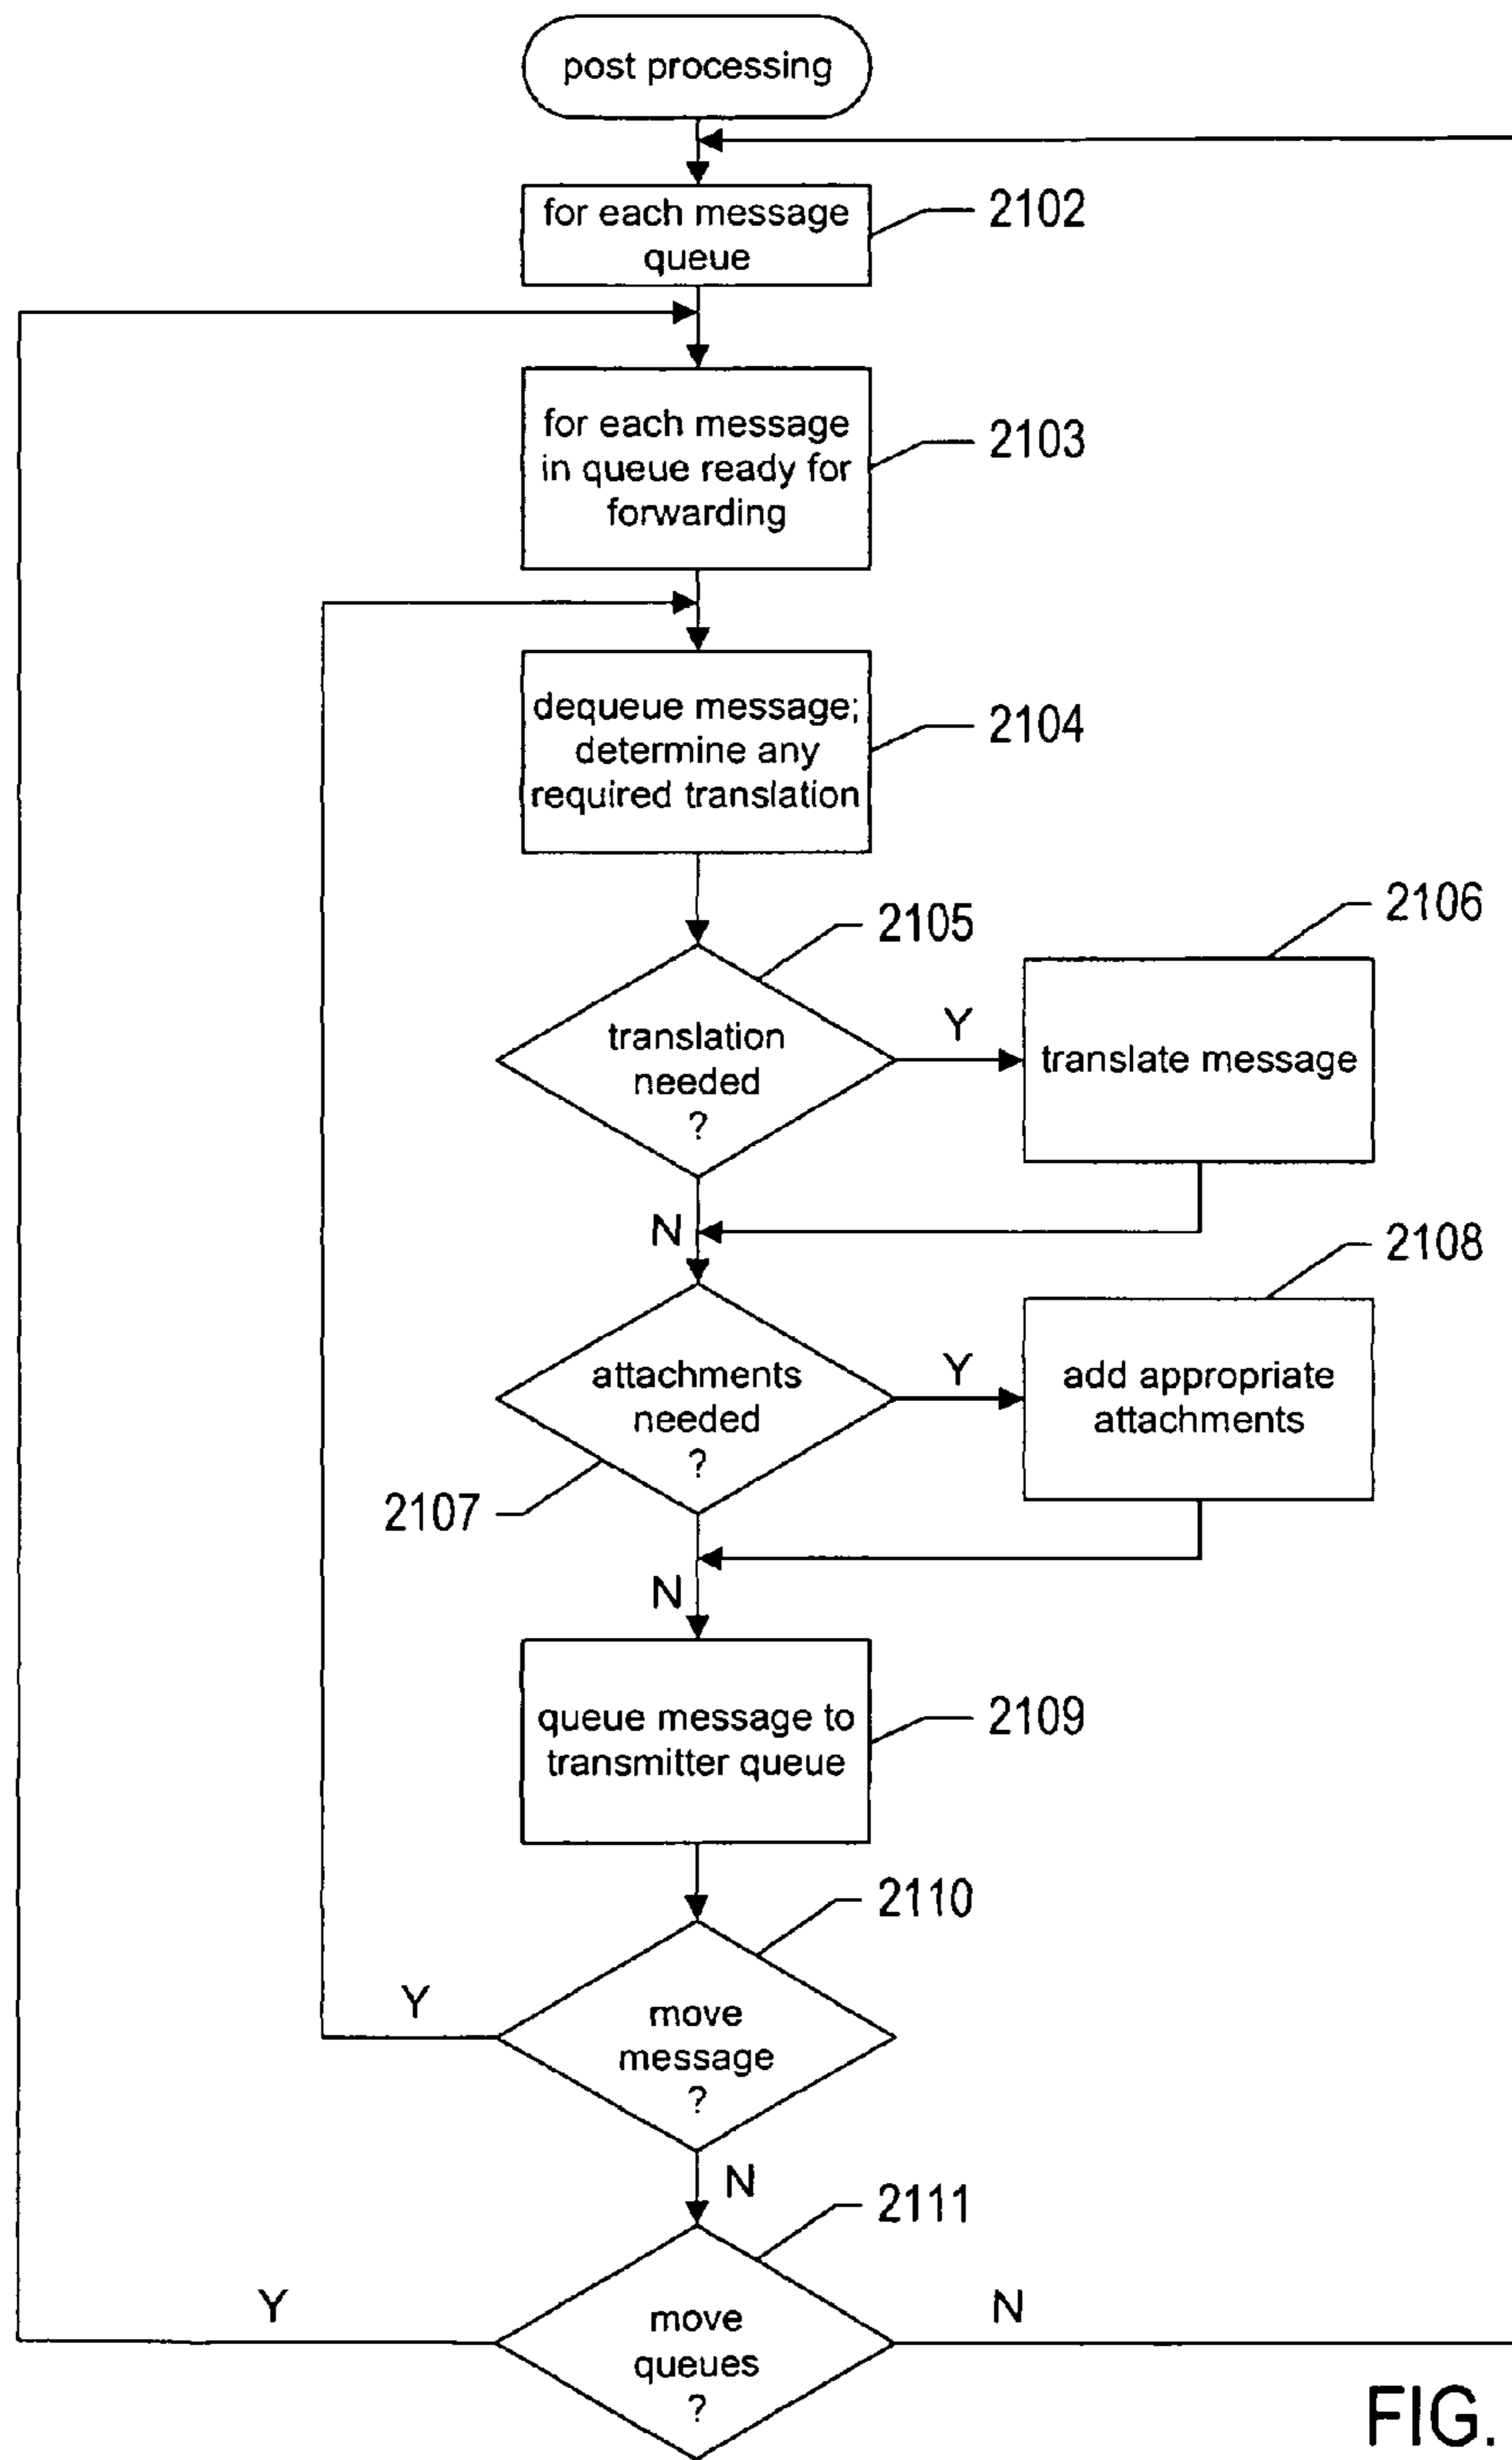 post processing
for each message
queue
2102
for each message
in queue ready for
forwarding
2103
dequeue message;
determine any
required translation
2104
2105
translation
needed
?
Y
N
2106
translate message
attachments
needed
?
2107
Y
N
2108
add appropriate
attachments
queue message to
transmitter queue
2109
2110
move
message
?
Y
N
2111
move
queues
?
Y
N
FIG.